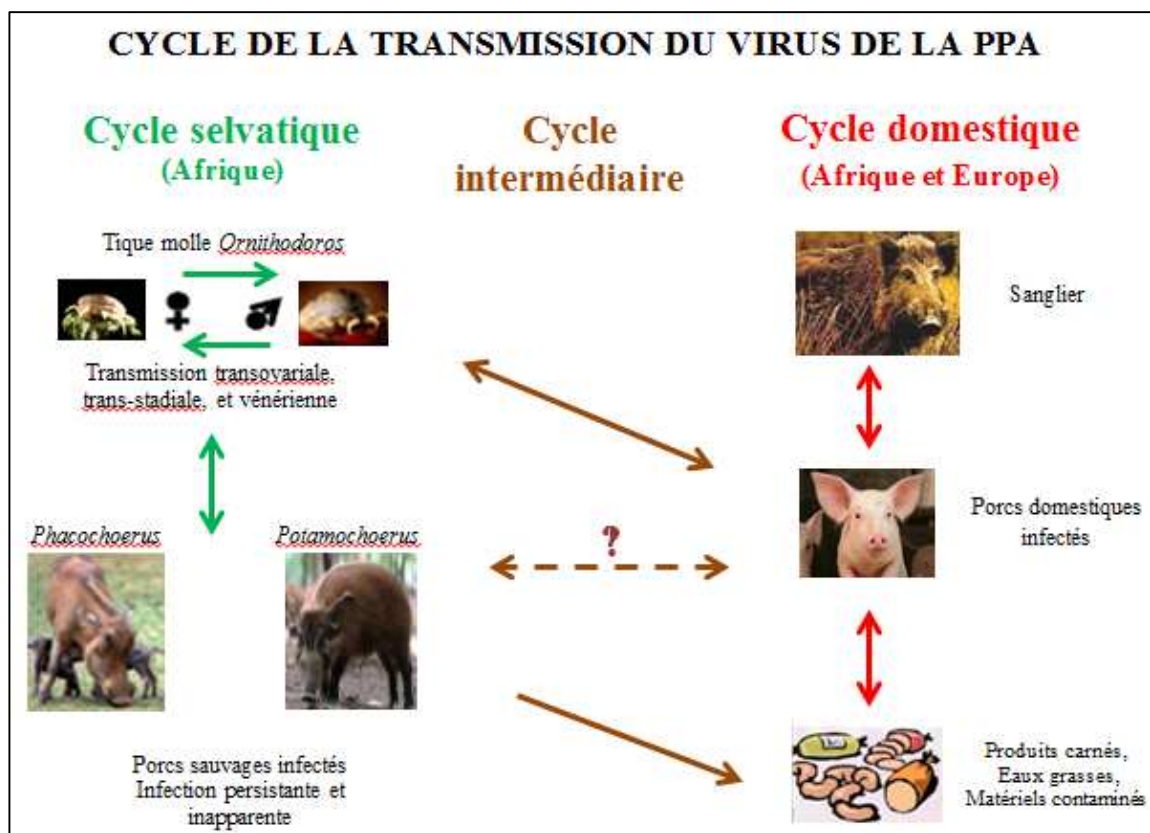 CYCLE DE LA TRANSMISSION DU VIRUS DE LA PPA
Cycle selvatique
(Afrique)
Cycle
intermédiaire
Cycle domestique
(Afrique et Europe)
Tique molle Ornithodoros
Transmission transovariale,
trans-stadiale, et vénérienne
Sanglier
Phacochoerus
Potamochoerus
?
Porcs domestiques
infectés
Porcs sauvages infectés
Infection persistante et
inapparente
Produits carnés,
Eaux grasses,
Matériels contaminés